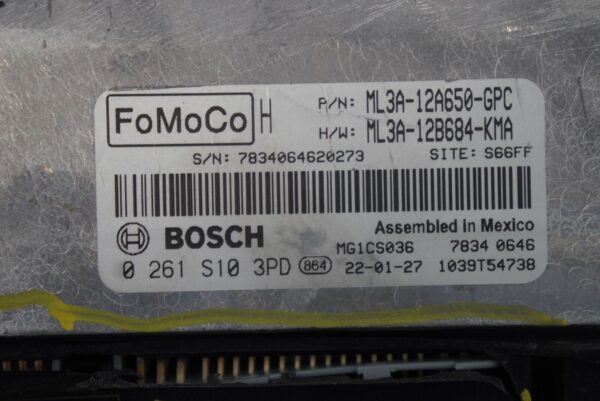 FoMoCo H P/N: ML3A-12A650-GPC
H/W: ML3A-12B684-KMA
S/N: 7834064620273 SITE: S66FF
Assembled in Mexico
BOSCH MG1CS036 7834 0646
0 261 S10 3PD 864 22-01-27 1039T54738